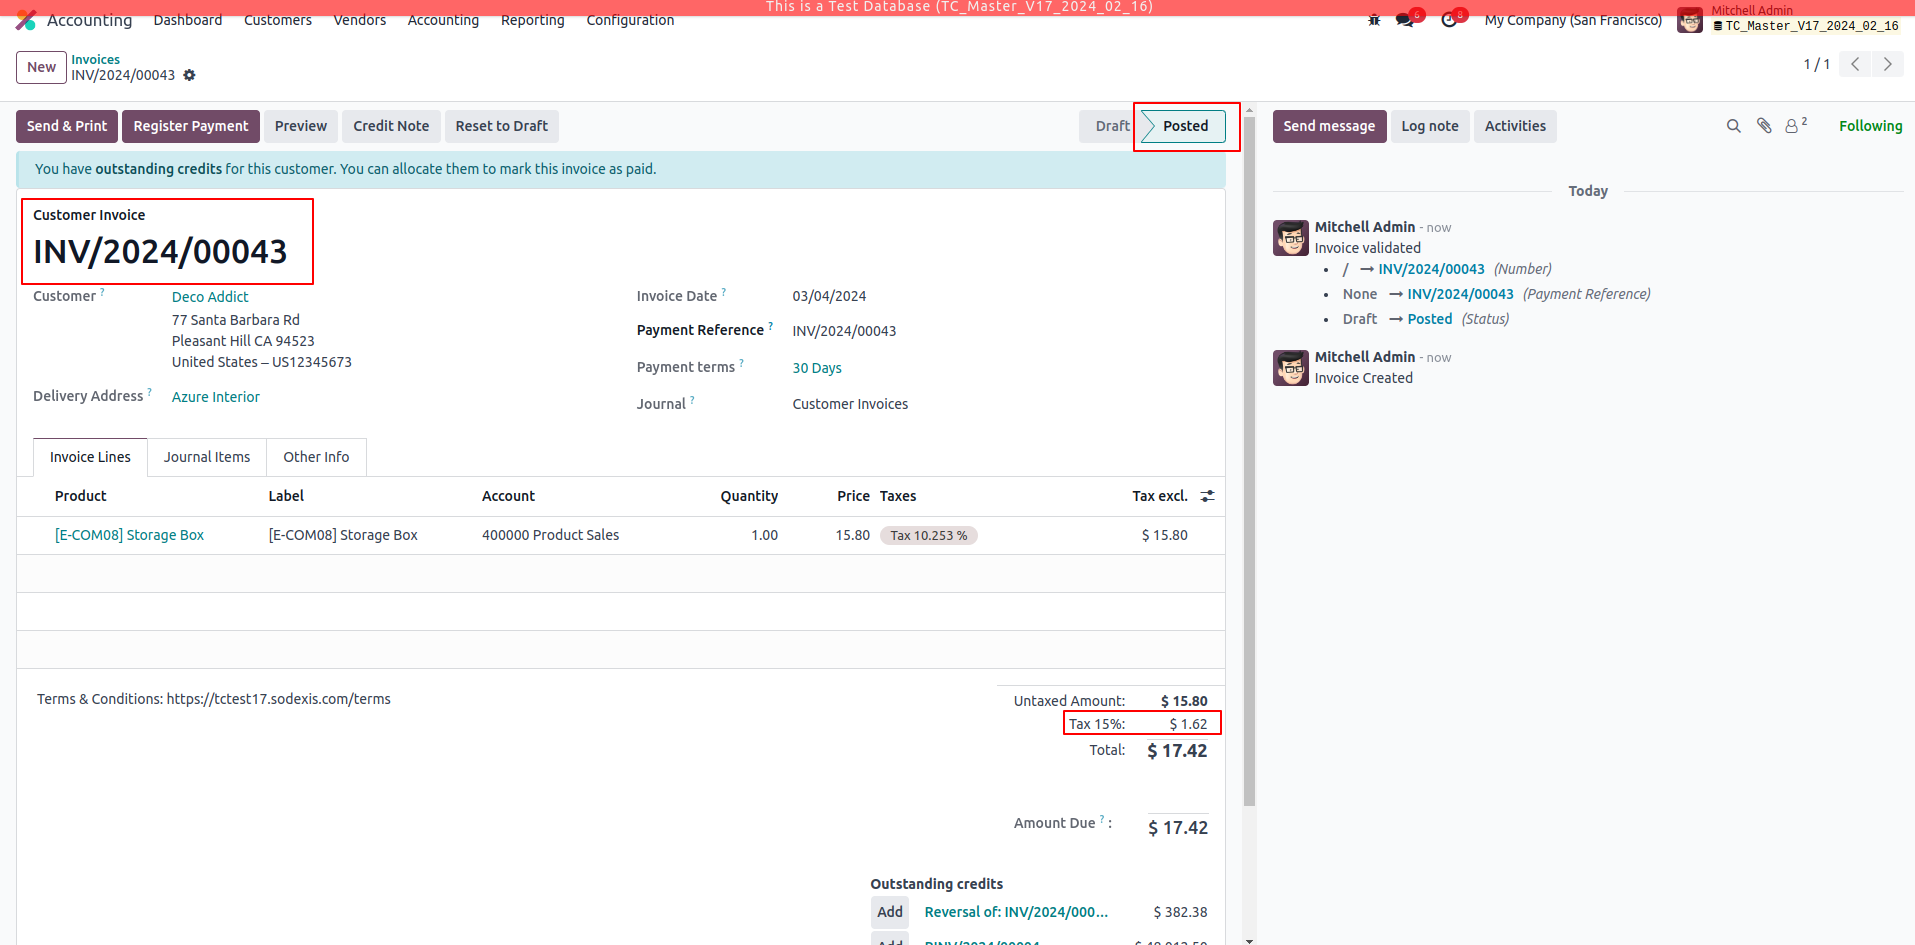 This is a Test Database (TC_Master_V17_2024_02_16)
Accounting Dashboard Customers Vendors Accounting Reporting Configuration
6 8 My Company (San Francisco) Mitchell Admin
TC_Master_V17_2024_02_16
New Invoices
INV/2024/00043
1 / 1
Send & Print Register Payment Preview Credit Note Reset to Draft Draft Posted
Send message Log note Activities 2 Following
You have outstanding credits for this customer. You can allocate them to mark this invoice as paid.
Customer Invoice
INV/2024/00043
Customer ? Deco Addict
77 Santa Barbara Rd
Pleasant Hill CA 94523
United States – US12345673
Delivery Address ? Azure Interior
Invoice Date ? 03/04/2024
Payment Reference ? INV/2024/00043
Payment terms ? 30 Days
Journal ? Customer Invoices
Invoice Lines Journal Items Other Info
Product Label Account Quantity Price Taxes Tax excl.
[E-COM08] Storage Box [E-COM08] Storage Box 400000 Product Sales 1.00 15.80 Tax 10.253 % $ 15.80
Terms & Conditions: https://tctest17.sodexis.com/terms
Untaxed Amount: $ 15.80
Tax 15%: $ 1.62
Total: $ 17.42
Amount Due ? : $ 17.42
Outstanding credits
Add Reversal of: INV/2024/000... $ 382.38
Today
Mitchell Admin - now
Invoice validated
• / → INV/2024/00043 (Number)
• None → INV/2024/00043 (Payment Reference)
• Draft → Posted (Status)
Mitchell Admin - now
Invoice Created